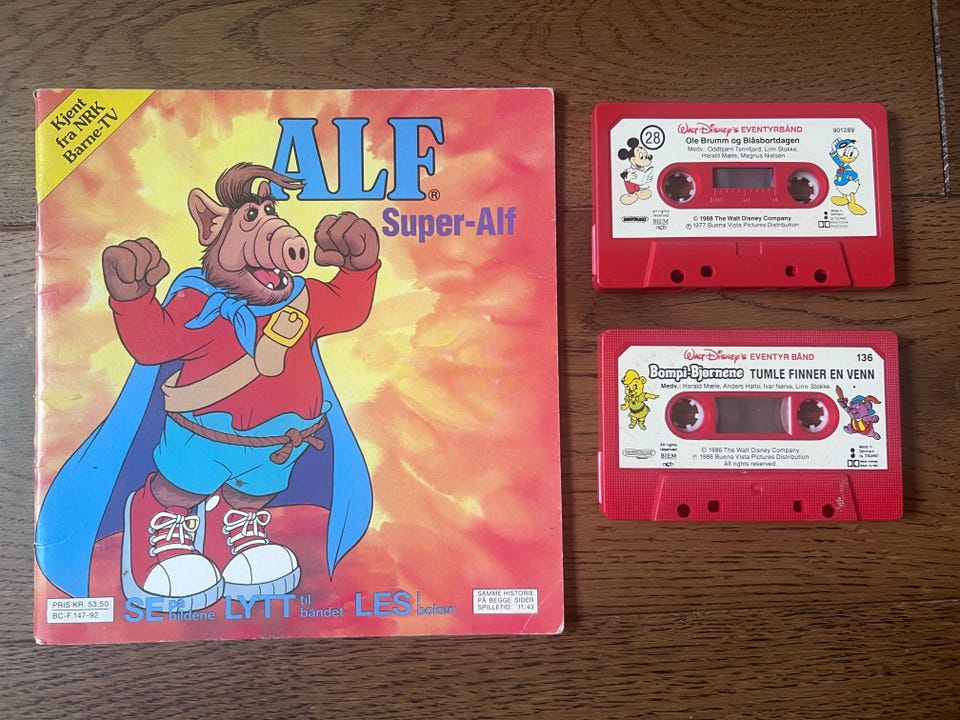 Kjent
fra NRK
Barne-TV
ALF®
Super-Alf
PRIS KR. 53,50
BC-F 147-92
SE på bildene LYTT til bandet LES i boken
SAMME HISTORIE
PÅ BEGGE SIDER
SPILLETID: 11:43
28
Walt Disney's EVENTYRBÅND
901289
Ole Brumm og Blåsbortdagen
Medv.: Oddbjørn Tennfjord, Linn Stokke,
Harald Mæle, Magnus Nielsen
All rights
reserved
BIEM
n©b
Made in
Denmark
© 1988 The Walt Disney Company
℗ 1977 Buena Vista Pictures Distribution
Walt Disney's EVENTYR BÅND
136
Bompi-Bjørnene TUMLE FINNER EN VENN
Medv.: Harald Mæle, Anders Hatlo, Ivar Nørve, Linn Stokke
All rights
reserved
BIEM
n©b
Made in
Denmark
© 1986 The Walt Disney Company
℗ 1986 Buena Vista Pictures Distribution
All rights reserved.